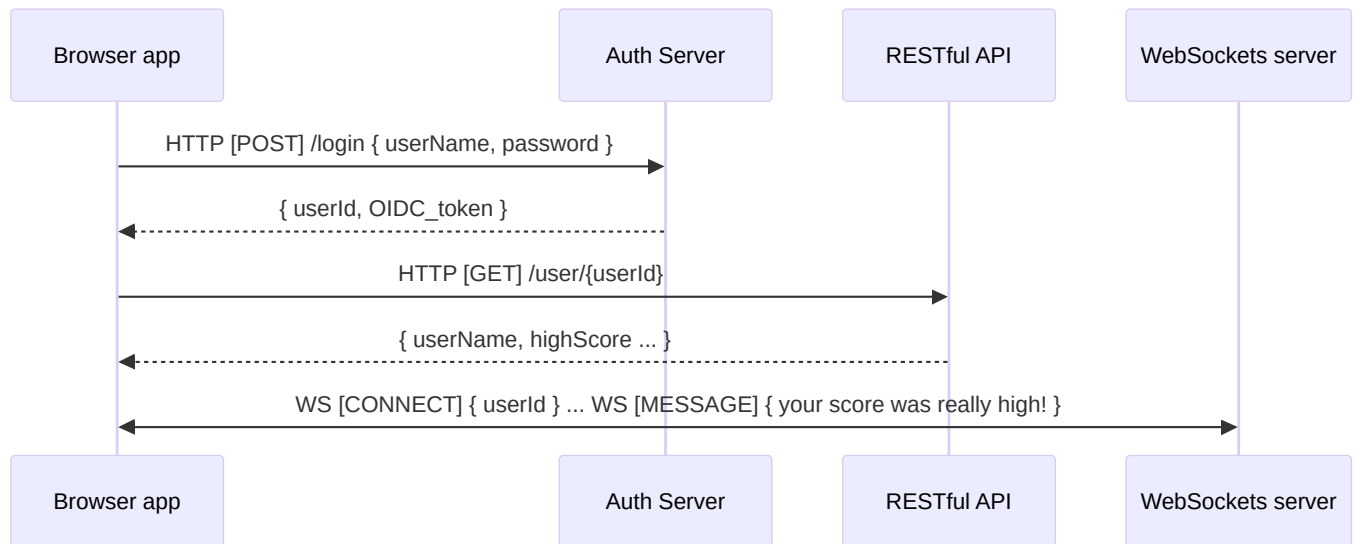 Browser app
Auth Server
RESTful API
WebSockets server
HTTP [POST] /login { userName, password }
{ userId, OIDC_token }
HTTP [GET] /user/{userId}
{ userName, highScore ... }
WS [CONNECT] { userId } ... WS [MESSAGE] { your score was really high! }
Browser app
Auth Server
RESTful API
WebSockets server